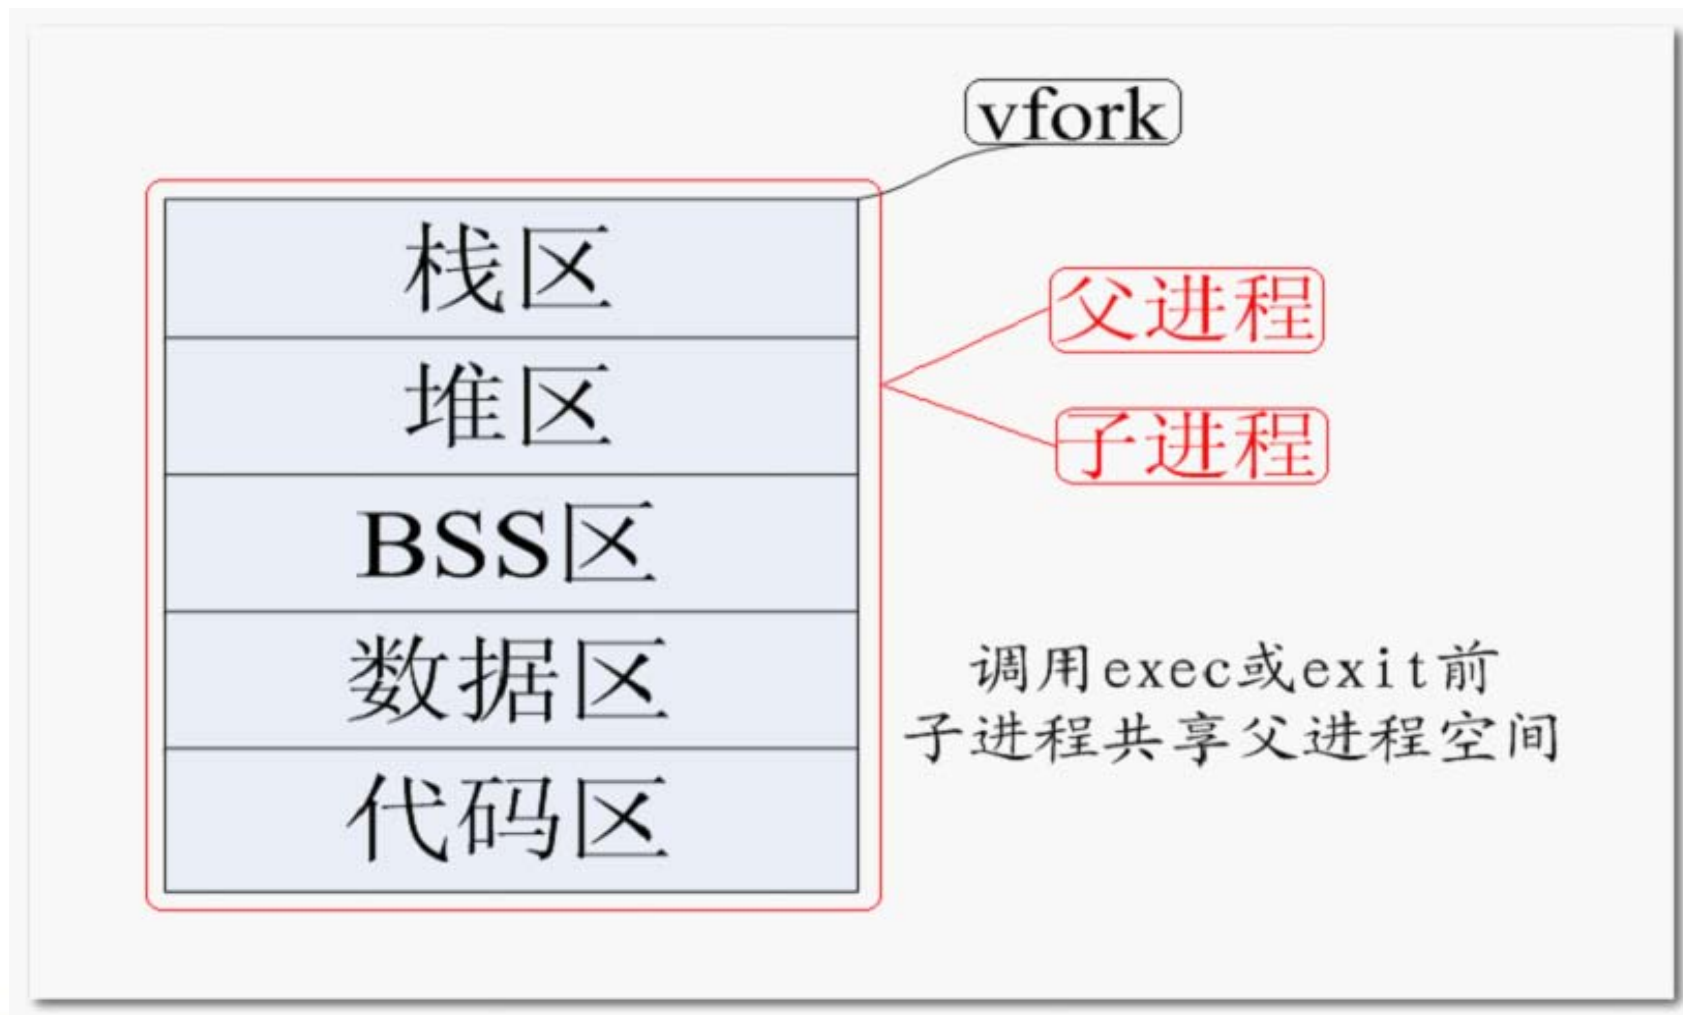 vfork
栈区
堆区
BSS区
数据区
代码区
父进程
子进程
调用exec或exit前
子进程共享父进程空间